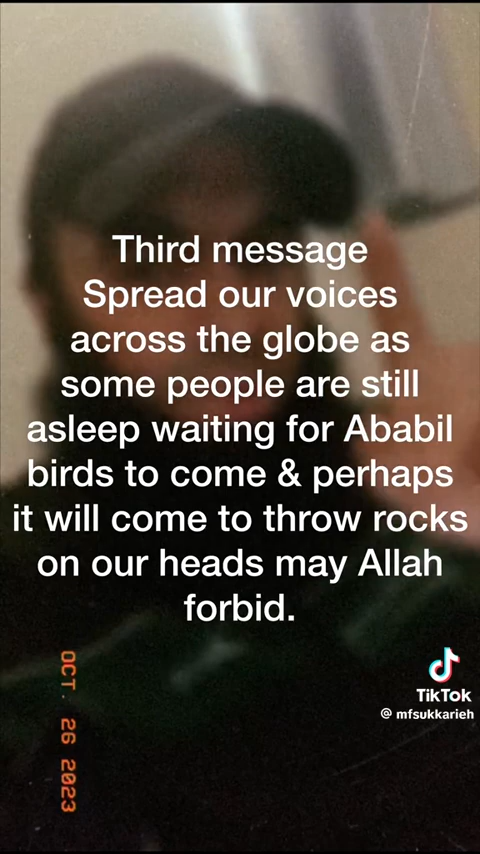 Third message
Spread our voices
across the globe as
some people are still
asleep waiting for Ababil
birds to come & perhaps
it will come to throw rocks
on our heads may Allah
forbid.
OCT. 26 2023
TikTok
@ mfsukkarieh